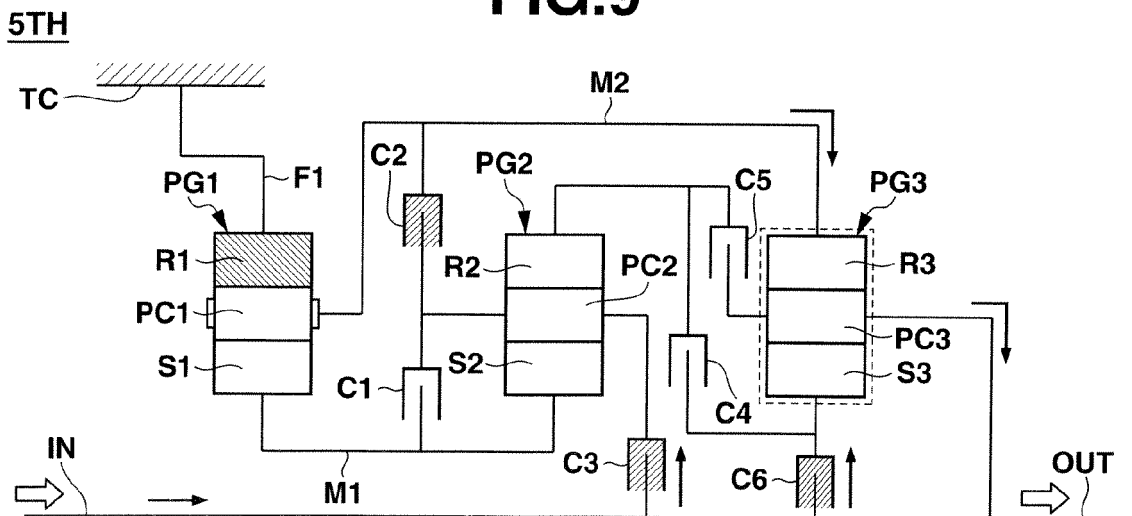 FIG.9
5TH
TC
M2
C2
PG2
C5
PG3
PG1
F1
R1
R2
PC2
R3
PC1
PC3
S1
S2
S3
C1
C4
IN
C3
C6
OUT
M1